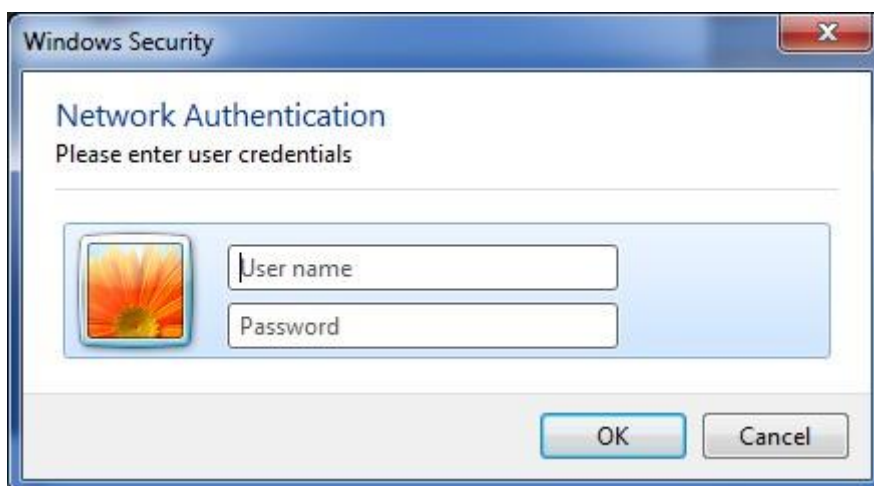 Windows Security
Network Authentication
Please enter user credentials
User name
Password
OK
Cancel